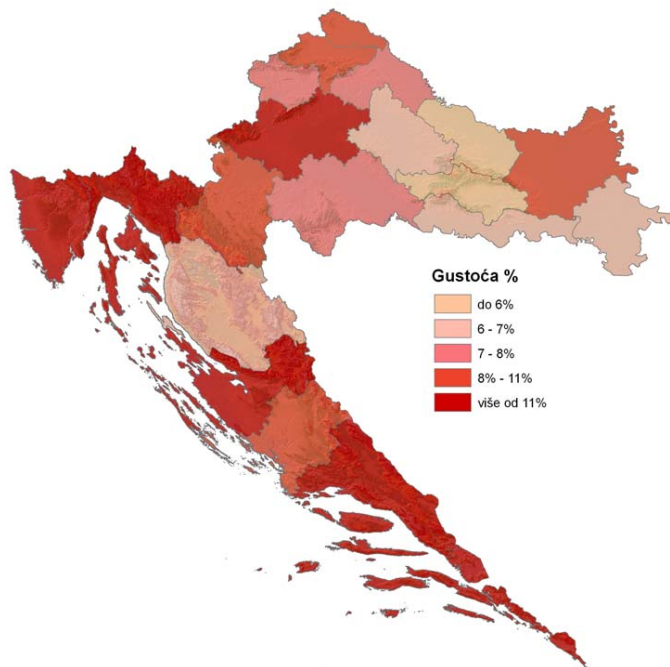 Gustoća %
do 6%
6 - 7%
7 - 8%
8% - 11%
više od 11%